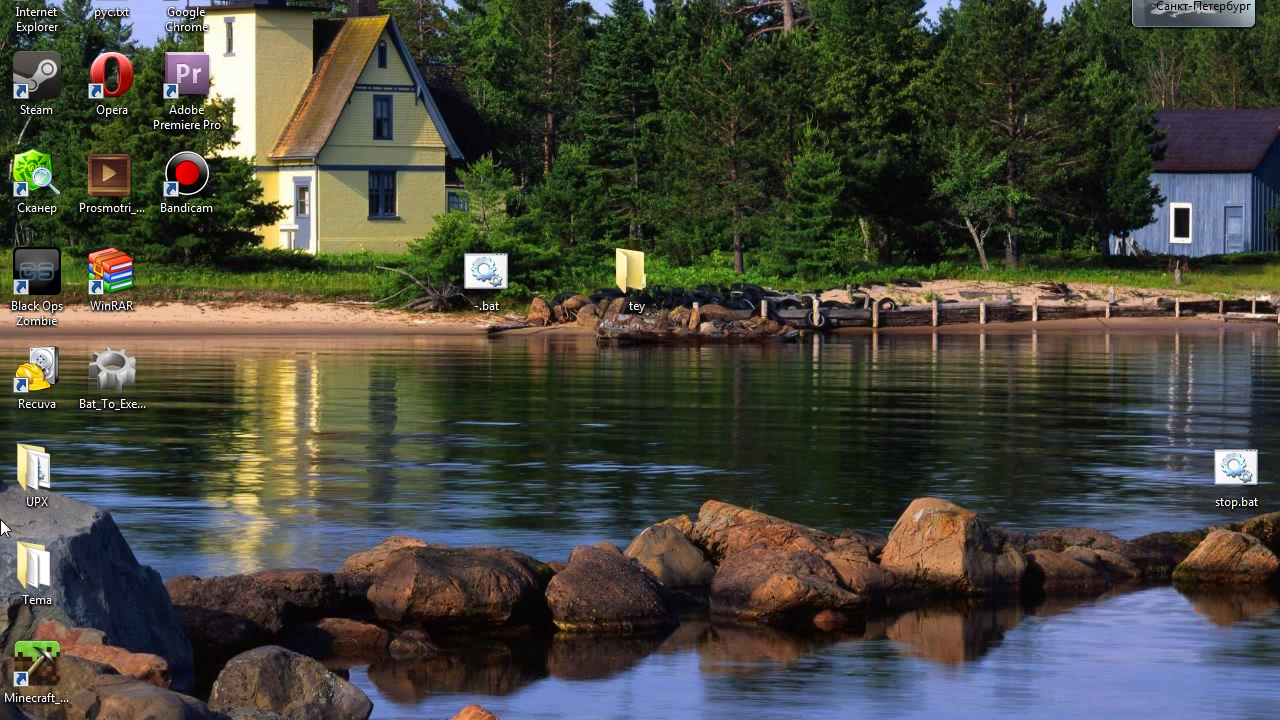 Internet
Explorer
рус.txt
Google
Chrome
Санкт-Петербург
Steam
Opera
Adobe
Premiere Pro
Сканер
Prosmotri_...
Bandicam
Black Ops
Zombie
WinRAR
-.bat
tey
Recuva
Bat_To_Exe...
UPX
stop.bat
Tema
Minecraft_...